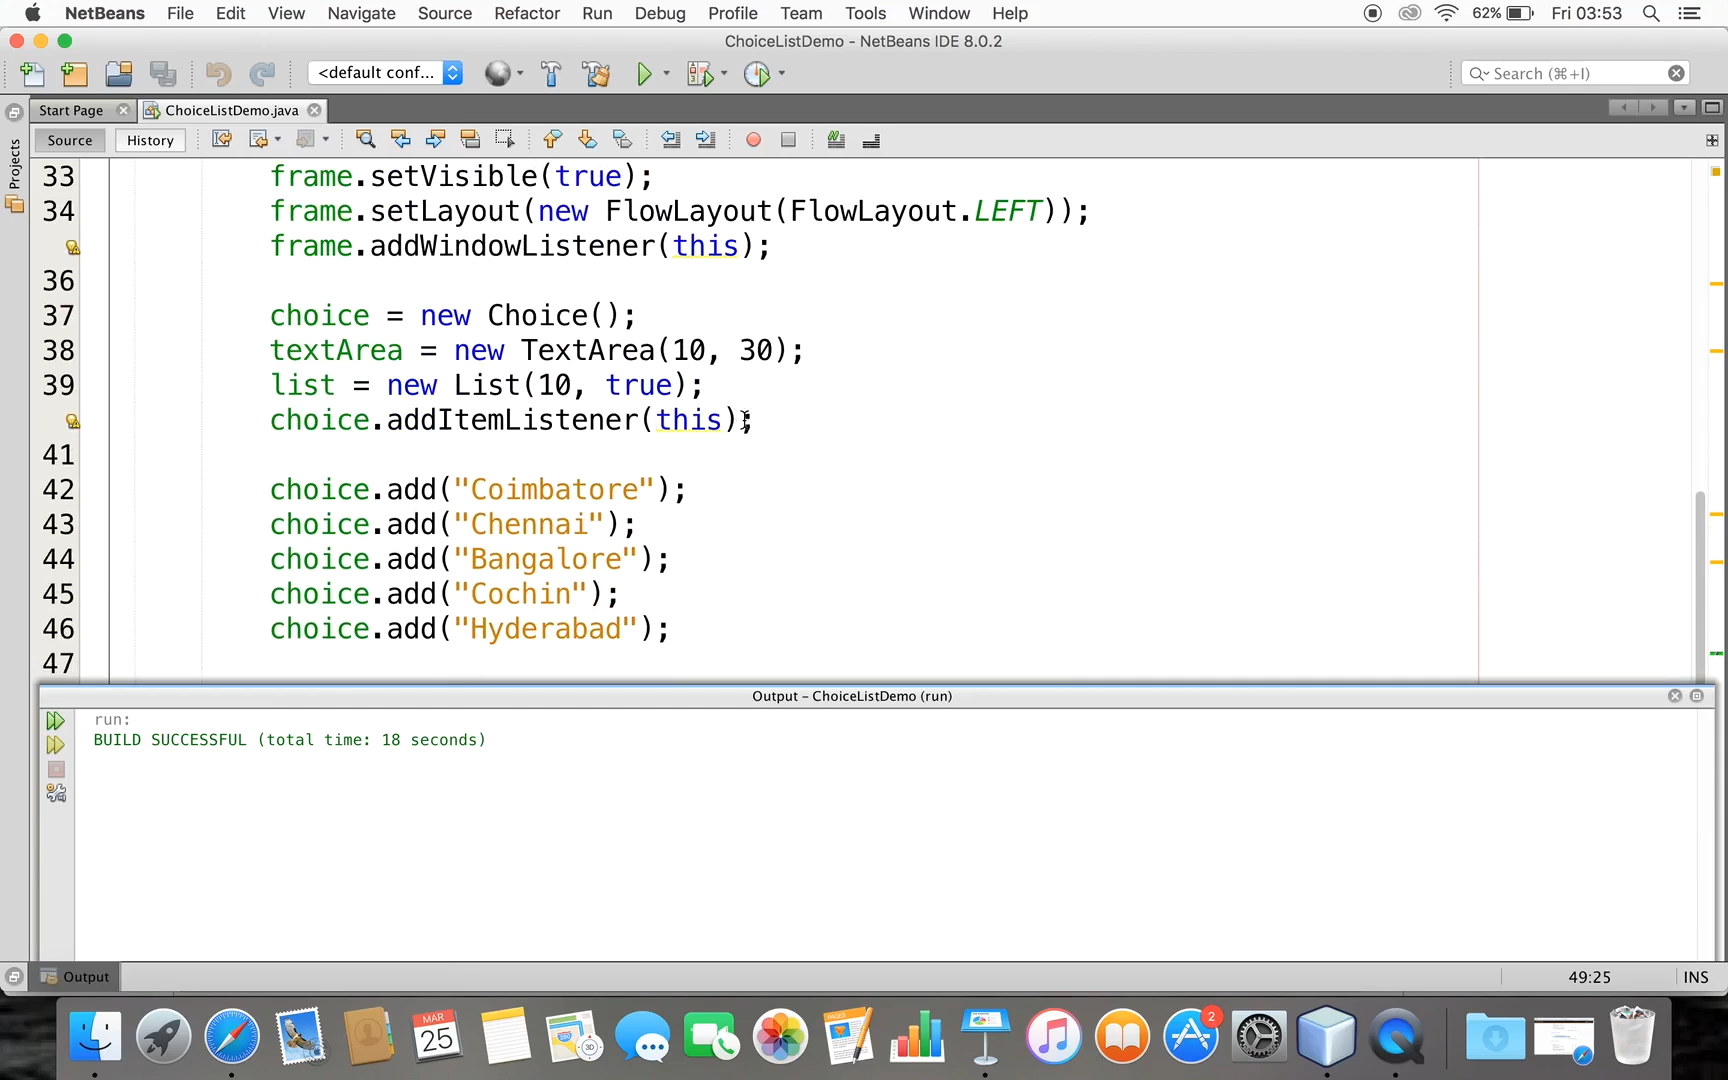 NetBeans File Edit View Navigate Source Refactor Run Debug Profile Team Tools Window Help 62% Fri 03:53
ChoiceListDemo - NetBeans IDE 8.0.2
<default conf... Search (⌘+I)
Start Page ChoiceListDemo.java
Source History
Projects
33 frame.setVisible(true);
34 frame.setLayout(new FlowLayout(FlowLayout.LEFT));
frame.addWindowListener(this);
36
37 choice = new Choice();
38 textArea = new TextArea(10, 30);
39 list = new List(10, true);
choice.addItemListener(this);
41
42 choice.add("Coimbatore");
43 choice.add("Chennai");
44 choice.add("Bangalore");
45 choice.add("Cochin");
46 choice.add("Hyderabad");
47
Output - ChoiceListDemo (run)
run:
BUILD SUCCESSFUL (total time: 18 seconds)
Output 49:25 INS
MAR
25
3D
PAGES
2